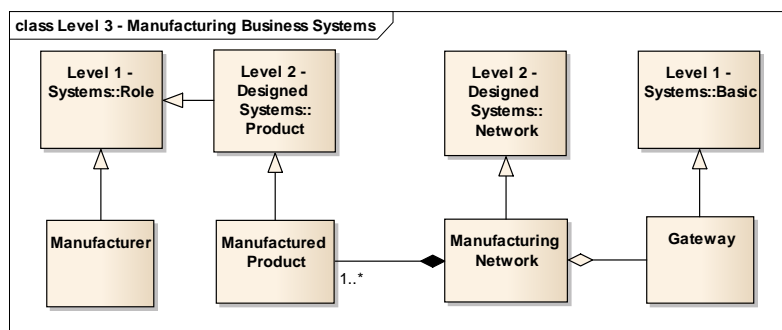 class Level 3 - Manufacturing Business Systems
Level 1 -
Systems::Role
Level 2 -
Designed
Systems::
Product
Level 2 -
Designed
Systems::
Network
Level 1 -
Systems::Basic
Manufacturer
Manufactured
Product
1..*
Manufacturing
Network
Gateway